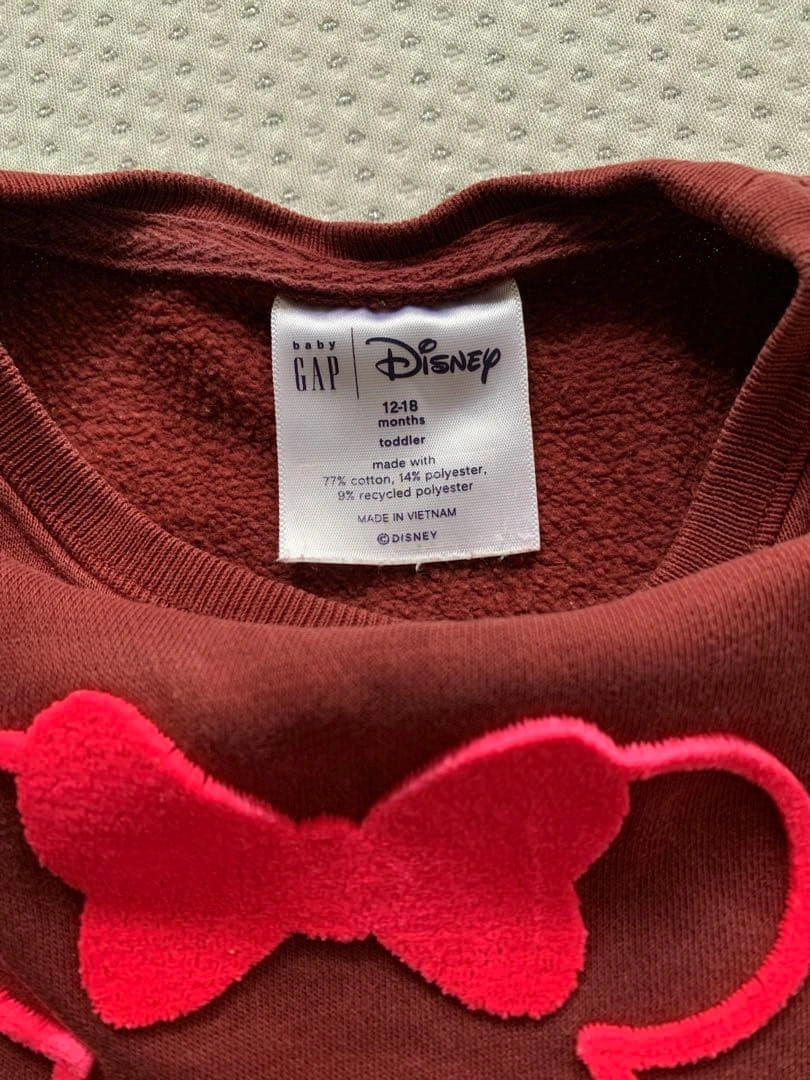 baby
GAP
Disney
12-18
months
toddler
made with
77% cotton, 14% polyester,
9% recycled polyester
MADE IN VIETNAM
©DISNEY